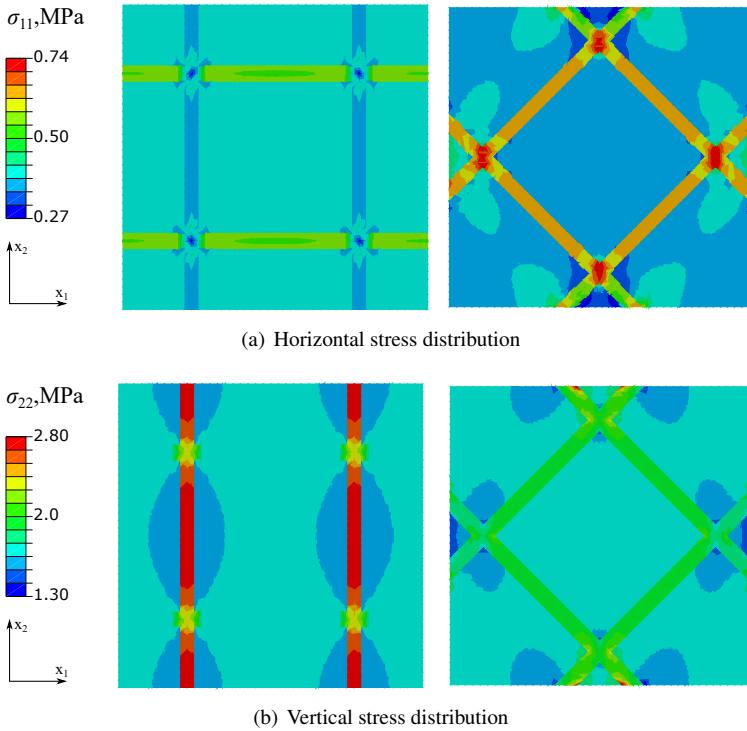 σ₁₁,MPa
0.74
0.50
0.27
x₂
x₁
(a) Horizontal stress distribution
σ₂₂,MPa
2.80
2.0
1.30
x₂
x₁
(b) Vertical stress distribution